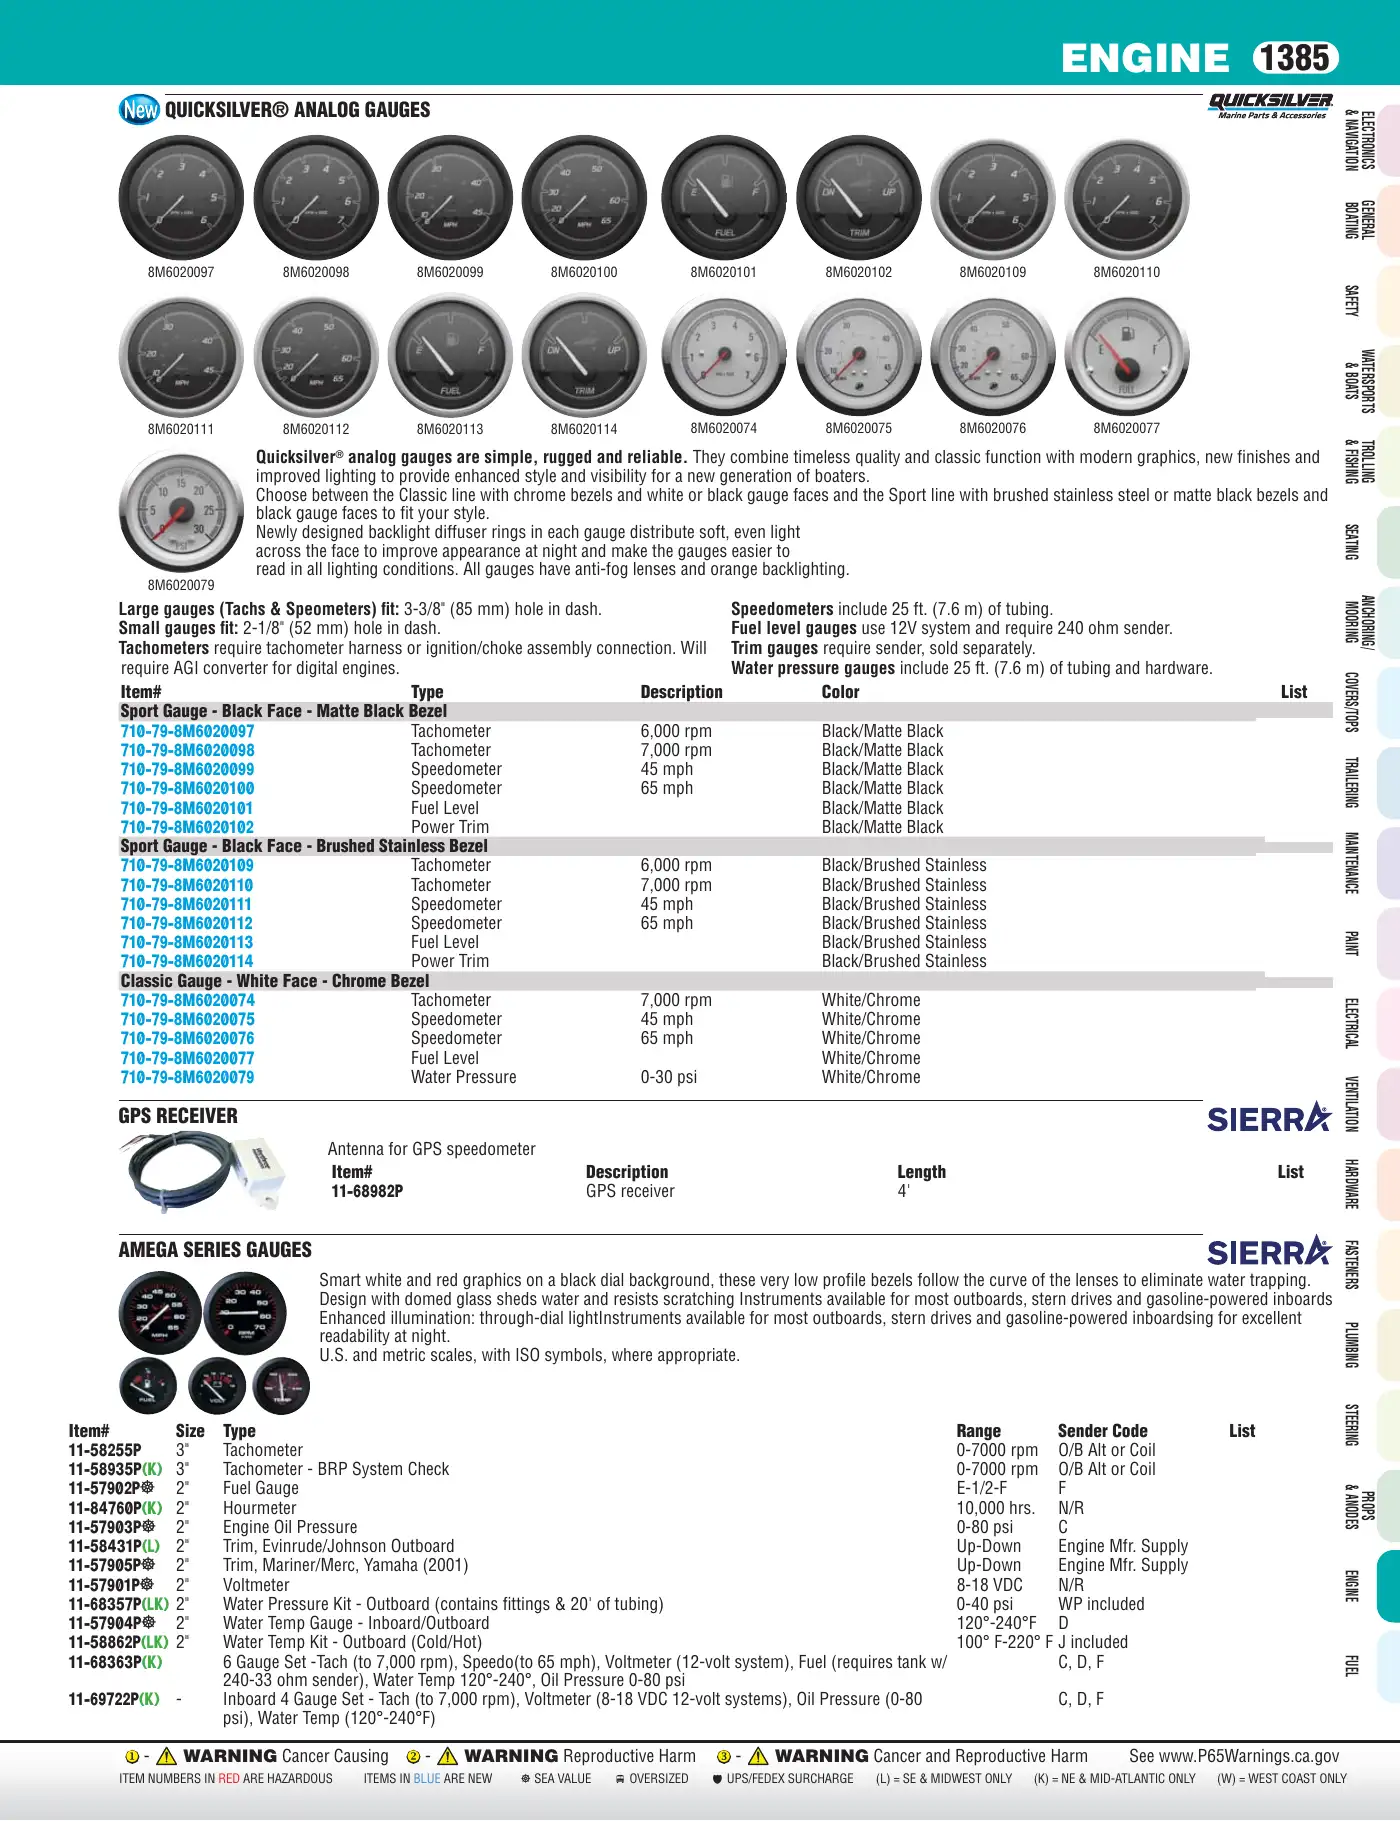 ENGINE 1385
New QUICKSILVER® ANALOG GAUGES
QUICKSILVER
Marine Parts & Accessories
8M6020097 8M6020098 8M6020099 8M6020100 8M6020101 8M6020102 8M6020109 8M6020110
8M6020111 8M6020112 8M6020113 8M6020114 8M6020074 8M6020075 8M6020076 8M6020077
8M6020079
Quicksilver® analog gauges are simple, rugged and reliable. They combine timeless quality and classic function with modern graphics, new finishes and
improved lighting to provide enhanced style and visibility for a new generation of boaters.
Choose between the Classic line with chrome bezels and white or black gauge faces and the Sport line with brushed stainless steel or matte black bezels and
black gauge faces to fit your style.
Newly designed backlight diffuser rings in each gauge distribute soft, even light
across the face to improve appearance at night and make the gauges easier to
read in all lighting conditions. All gauges have anti-fog lenses and orange backlighting.
Large gauges (Tachs & Speometers) fit: 3-3/8" (85 mm) hole in dash.
Small gauges fit: 2-1/8" (52 mm) hole in dash.
Tachometers require tachometer harness or ignition/choke assembly connection. Will
require AGI converter for digital engines.
Speedometers include 25 ft. (7.6 m) of tubing.
Fuel level gauges use 12V system and require 240 ohm sender.
Trim gauges require sender, sold separately.
Water pressure gauges include 25 ft. (7.6 m) of tubing and hardware.
Item# Type Description Color List
Sport Gauge - Black Face - Matte Black Bezel
710-79-8M6020097 Tachometer 6,000 rpm Black/Matte Black
710-79-8M6020098 Tachometer 7,000 rpm Black/Matte Black
710-79-8M6020099 Speedometer 45 mph Black/Matte Black
710-79-8M6020100 Speedometer 65 mph Black/Matte Black
710-79-8M6020101 Fuel Level Black/Matte Black
710-79-8M6020102 Power Trim Black/Matte Black
Sport Gauge - Black Face - Brushed Stainless Bezel
710-79-8M6020109 Tachometer 6,000 rpm Black/Brushed Stainless
710-79-8M6020110 Tachometer 7,000 rpm Black/Brushed Stainless
710-79-8M6020111 Speedometer 45 mph Black/Brushed Stainless
710-79-8M6020112 Speedometer 65 mph Black/Brushed Stainless
710-79-8M6020113 Fuel Level Black/Brushed Stainless
710-79-8M6020114 Power Trim Black/Brushed Stainless
Classic Gauge - White Face - Chrome Bezel
710-79-8M6020074 Tachometer 7,000 rpm White/Chrome
710-79-8M6020075 Speedometer 45 mph White/Chrome
710-79-8M6020076 Speedometer 65 mph White/Chrome
710-79-8M6020077 Fuel Level White/Chrome
710-79-8M6020079 Water Pressure 0-30 psi White/Chrome
GPS RECEIVER
SIERRA
Antenna for GPS speedometer
Item# Description Length List
11-68982P GPS receiver 4'
AMEGA SERIES GAUGES
SIERRA
Smart white and red graphics on a black dial background, these very low profile bezels follow the curve of the lenses to eliminate water trapping.
Design with domed glass sheds water and resists scratching Instruments available for most outboards, stern drives and gasoline-powered inboards
Enhanced illumination: through-dial lightInstruments available for most outboards, stern drives and gasoline-powered inboardsing for excellent
readability at night.
U.S. and metric scales, with ISO symbols, where appropriate.
Item# Size Type Range Sender Code List
11-58255P 3" Tachometer 0-7000 rpm O/B Alt or Coil
11-58935P(K) 3" Tachometer - BRP System Check 0-7000 rpm O/B Alt or Coil
11-57902P 2" Fuel Gauge E-1/2-F F
11-84760P(K) 2" Hourmeter 10,000 hrs. N/R
11-57903P 2" Engine Oil Pressure 0-80 psi C
11-58431P(L) 2" Trim, Evinrude/Johnson Outboard Up-Down Engine Mfr. Supply
11-57905P 2" Trim, Mariner/Merc, Yamaha (2001) Up-Down Engine Mfr. Supply
11-57901P 2" Voltmeter 8-18 VDC N/R
11-68357P(LK) 2" Water Pressure Kit - Outboard (contains fittings & 20' of tubing) 0-40 psi WP included
11-57904P 2" Water Temp Gauge - Inboard/Outboard 120°-240°F D
11-58862P(LK) 2" Water Temp Kit - Outboard (Cold/Hot) 100° F-220° F J included
11-68363P(K) 6 Gauge Set -Tach (to 7,000 rpm), Speedo(to 65 mph), Voltmeter (12-volt system), Fuel (requires tank w/ C, D, F
240-33 ohm sender), Water Temp 120°-240°, Oil Pressure 0-80 psi
11-69722P(K) - Inboard 4 Gauge Set - Tach (to 7,000 rpm), Voltmeter (8-18 VDC 12-volt systems), Oil Pressure (0-80 C, D, F
psi), Water Temp (120°-240°F)
1 - WARNING Cancer Causing 2 - WARNING Reproductive Harm 3 - WARNING Cancer and Reproductive Harm See www.P65Warnings.ca.gov
ITEM NUMBERS IN RED ARE HAZARDOUS ITEMS IN BLUE ARE NEW SEA VALUE OVERSIZED UPS/FEDEX SURCHARGE (L) = SE & MIDWEST ONLY (K) = NE & MID-ATLANTIC ONLY (W) = WEST COAST ONLY
ELECTRONICS
& NAVIGATION
GENERAL
BOATING
SAFETY
WATERSPORTS
& BOATS
TROLLING
& FISHING
SEATING
ANCHORING/
MOORING
COVERS/TOPS
TRAILERING
MAINTENANCE
PAINT
ELECTRICAL
VENTILATION
HARDWARE
FASTENERS
PLUMBING
STEERING
PROPS
& ANODES
ENGINE
FUEL